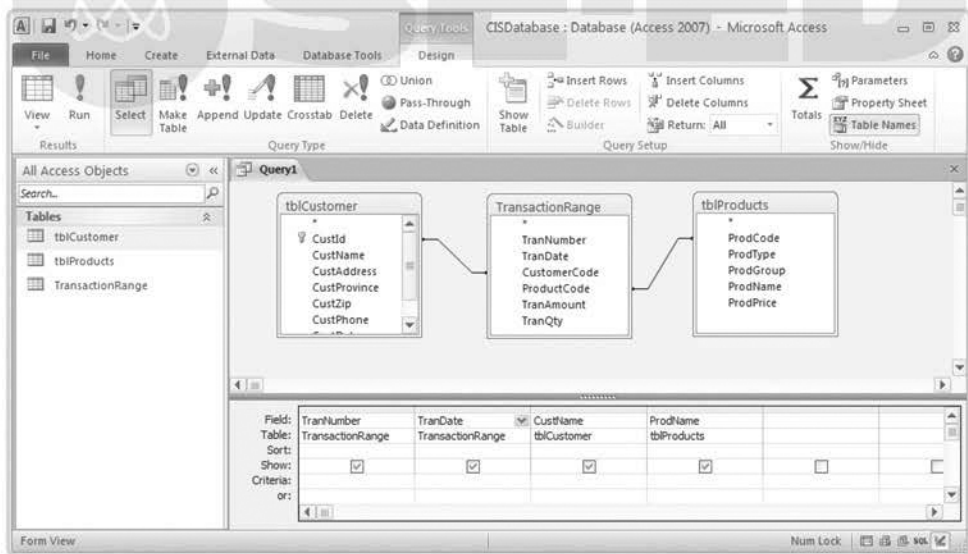 Query Tools CISDatabase : Database (Access 2007) - Microsoft Access
File Home Create External Data Database Tools Design
View
Run
Select
Make Table
Append Update Crosstab Delete
Union
Pass-Through
Data Definition
Show Table
Insert Rows
Delete Rows
Builder
Insert Columns
Delete Columns
Return: All
Totals
Parameters
Property Sheet
Table Names
Results Query Type Query Setup Show/Hide
All Access Objects
Search...
Tables
tblCustomer
tblProducts
TransactionRange
Query1
tblCustomer
*
CustId
CustName
CustAddress
CustProvince
CustZip
CustPhone
TransactionRange
*
TranNumber
TranDate
CustomerCode
ProductCode
TranAmount
TranQty
tblProducts
*
ProdCode
ProdType
ProdGroup
ProdName
ProdPrice
Field: TranNumber TranDate CustName ProdName
Table: TransactionRange TransactionRange tblCustomer tblProducts
Sort:
Show:
Criteria:
or:
Form View Num Lock SQL